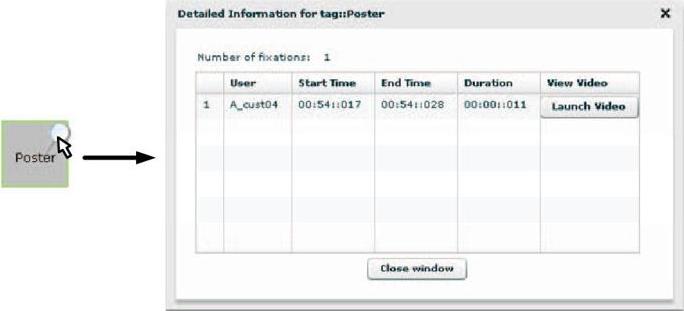 Detailed Information for tag::Poster
Number of fixations: 1
User Start Time End Time Duration View Video
1 A_cust04 00:54::017 00:54::028 00:00::011 Launch Video
Poster
Close window